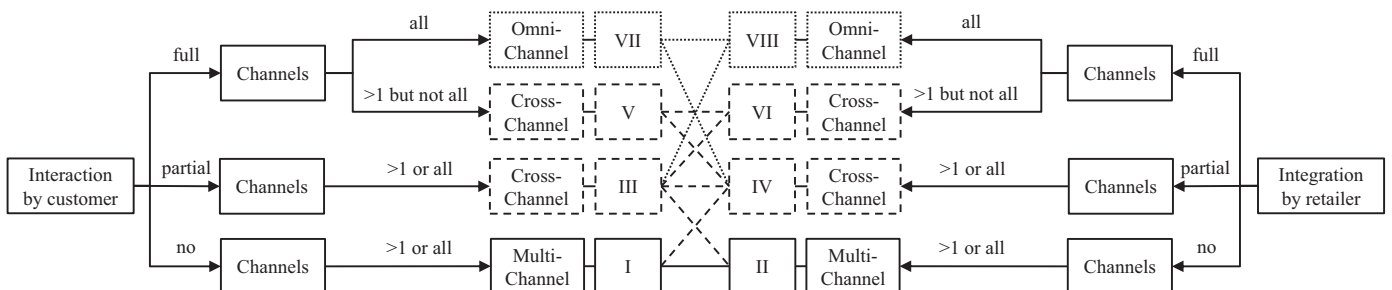 all
Omni-
Channel
VII
VIII
Omni-
Channel
all
full
Channels
Channels
full
>1 but not all
Cross-
Channel
V
VI
Cross-
Channel
>1 but not all
Interaction
by customer
partial
Channels
>1 or all
Cross-
Channel
III
IV
Cross-
Channel
>1 or all
Channels
partial
Integration
by retailer
no
Channels
>1 or all
Multi-
Channel
I
II
Multi-
Channel
>1 or all
Channels
no